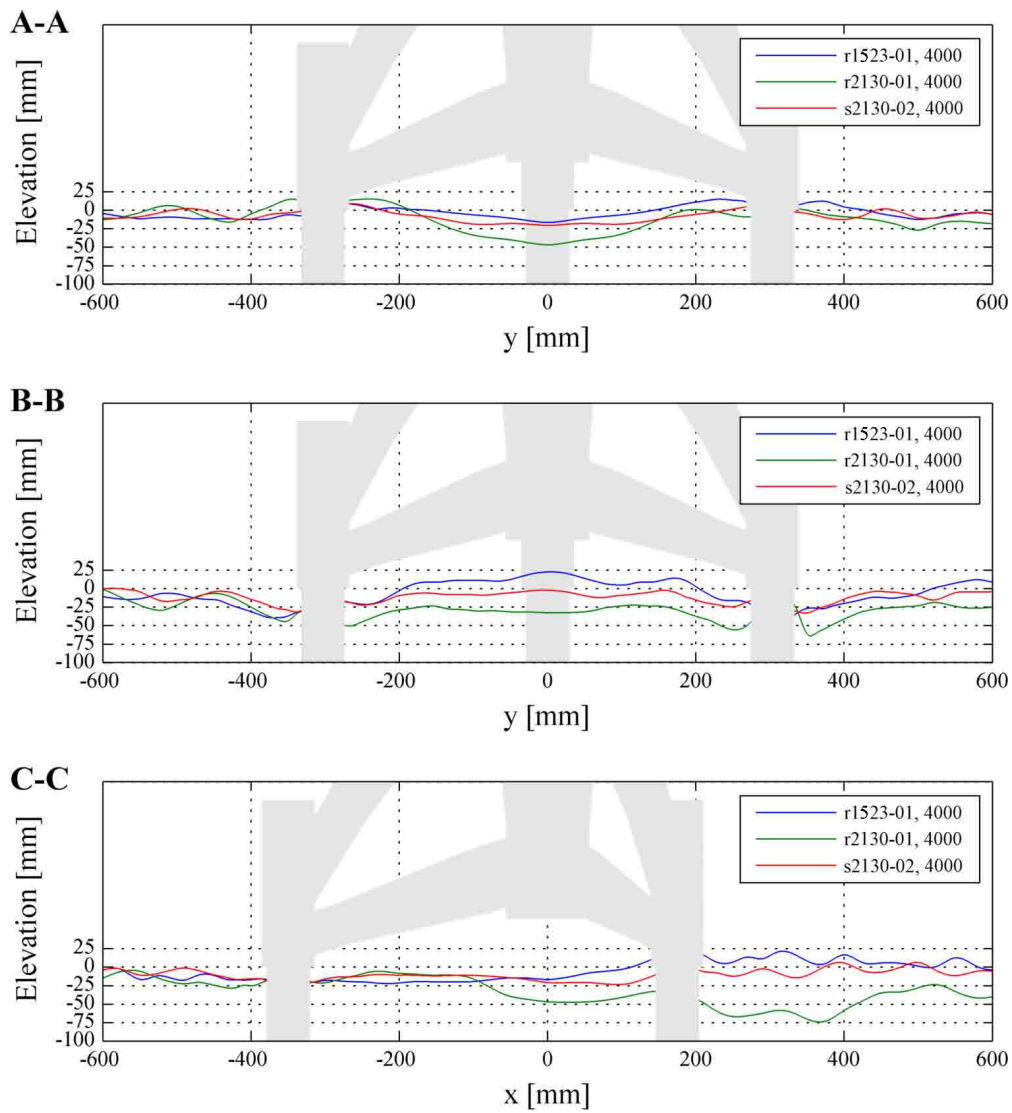 A-A
r1523-01, 4000
r2130-01, 4000
s2130-02, 4000
Elevation [mm]
25
0
-25
-50
-75
-100
-600 -400 -200 0 200 400 600
y [mm]
B-B
r1523-01, 4000
r2130-01, 4000
s2130-02, 4000
Elevation [mm]
25
0
-25
-50
-75
-100
-600 -400 -200 0 200 400 600
y [mm]
C-C
r1523-01, 4000
r2130-01, 4000
s2130-02, 4000
Elevation [mm]
25
0
-25
-50
-75
-100
-600 -400 -200 0 200 400 600
x [mm]